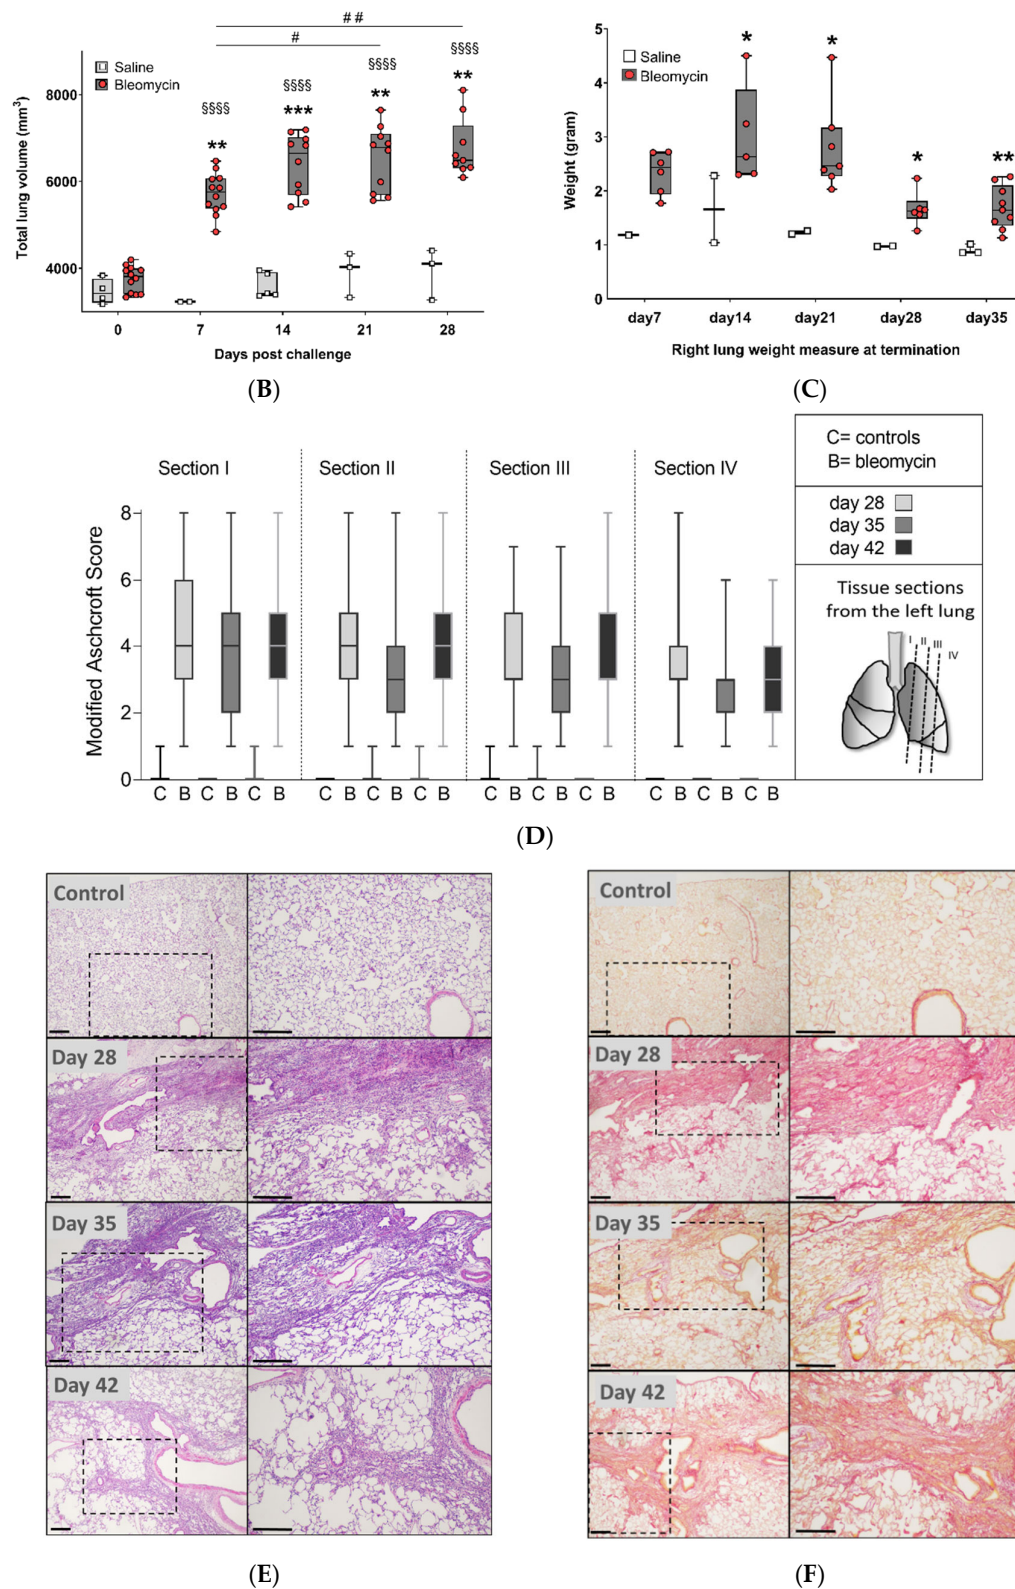 # #
#
Saline
Bleomycin
§§§§
**
§§§§
***
§§§§
**
§§§§
**
Total lung volume (mm³)
8000
6000
4000
0 7 14 21 28
Days post challenge
(B)
Saline
Bleomycin
*
*
*
**
Weight (gram)
5
4
3
2
1
0
day7 day14 day21 day28 day35
Right lung weight measure at termination
(C)
Section I Section II Section III Section IV
Modified Aschcroft Score
8
6
4
2
0
C B C B C B C B C B C B C B C B C B C B C B C B
C= controls
B= bleomycin
day 28
day 35
day 42
Tissue sections
from the left lung
I II III IV
(D)
Control
Day 28
Day 35
Day 42
(E)
Control
Day 28
Day 35
Day 42
(F)